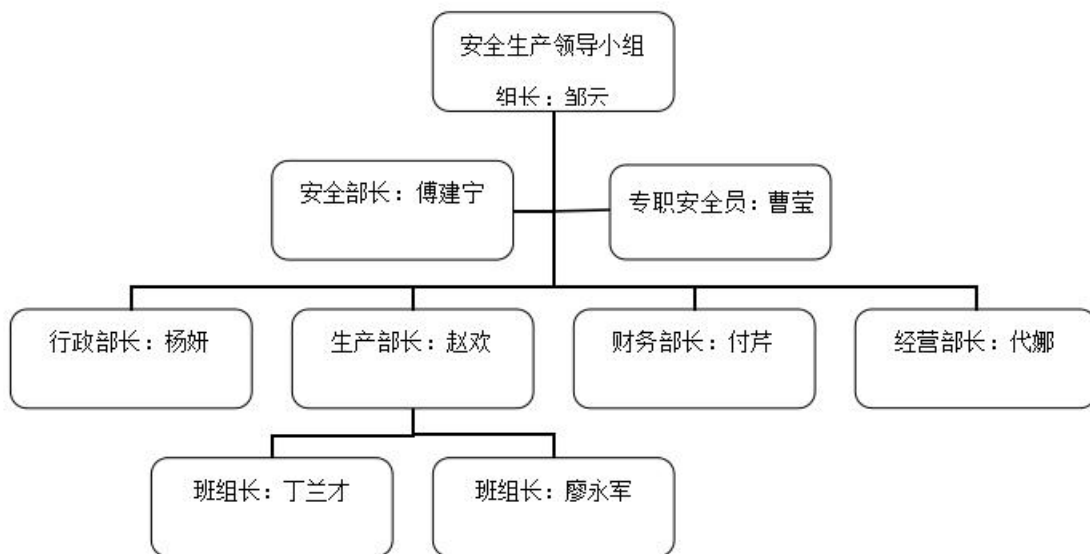 安全生产领导小组
组长：邹云
安全部长：傅建宁
专职安全员：曹莹
行政部长：杨妍
生产部长：赵欢
财务部长：付芹
经营部长：代娜
班组长：丁兰才
班组长：廖永军